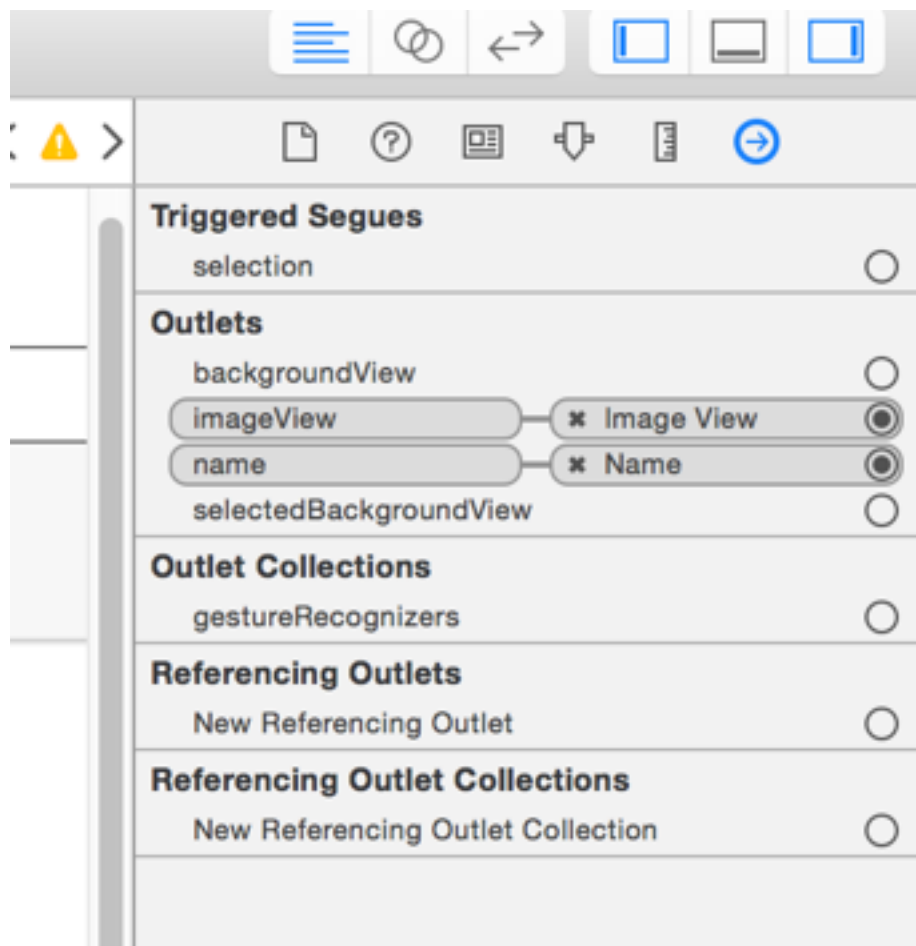 Triggered Segues
selection
Outlets
backgroundView
imageView Image View
name Name
selectedBackgroundView
Outlet Collections
gestureRecognizers
Referencing Outlets
New Referencing Outlet
Referencing Outlet Collections
New Referencing Outlet Collection